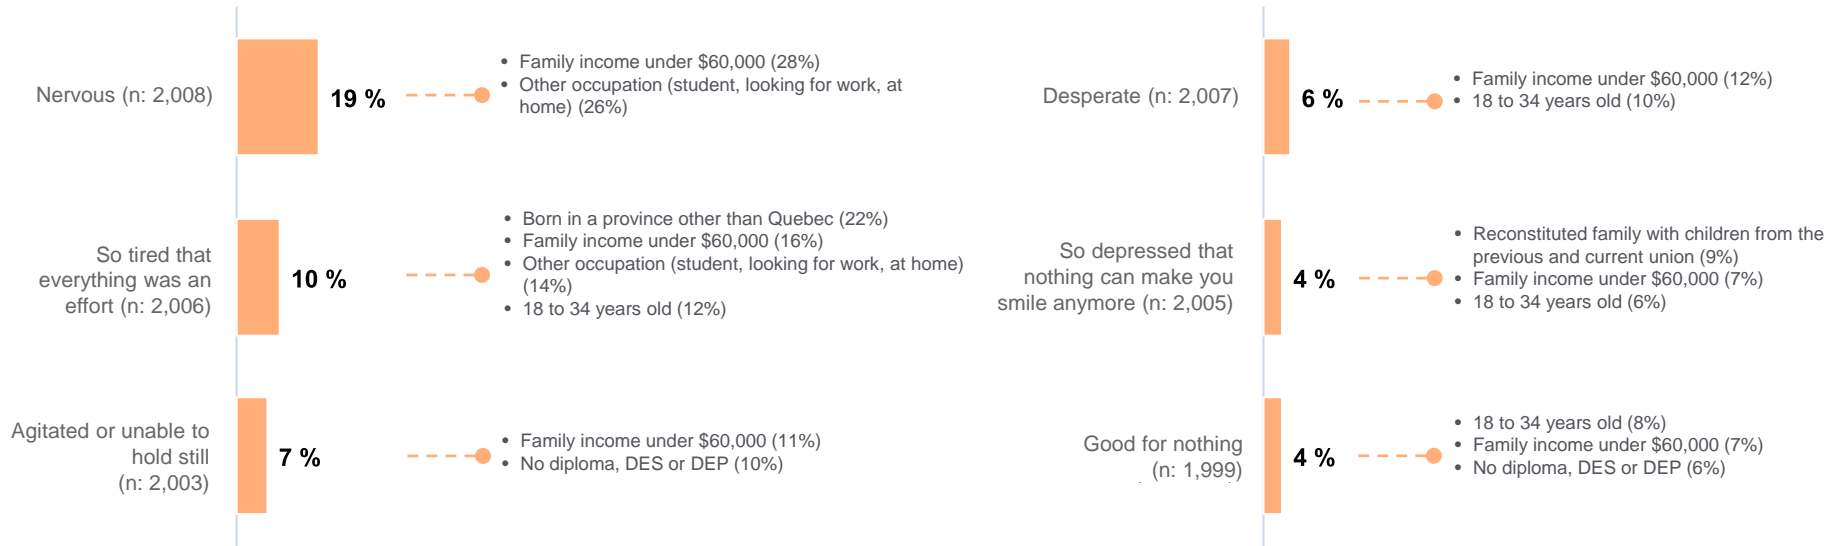 Nervous (n: 2,008)
19 %
• Family income under $60,000 (28%)
• Other occupation (student, looking for work, at
home) (26%)
So tired that
everything was an
effort (n: 2,006)
10 %
• Born in a province other than Quebec (22%)
• Family income under $60,000 (16%)
• Other occupation (student, looking for work, at home)
(14%)
• 18 to 34 years old (12%)
Agitated or unable to
hold still
(n: 2,003)
7 %
• Family income under $60,000 (11%)
• No diploma, DES or DEP (10%)
Desperate (n: 2,007)
6 %
• Family income under $60,000 (12%)
• 18 to 34 years old (10%)
So depressed that
nothing can make you
smile anymore (n: 2,005)
4 %
• Reconstituted family with children from the
previous and current union (9%)
• Family income under $60,000 (7%)
• 18 to 34 years old (6%)
Good for nothing
(n: 1,999)
4 %
• 18 to 34 years old (8%)
• Family income under $60,000 (7%)
• No diploma, DES or DEP (6%)